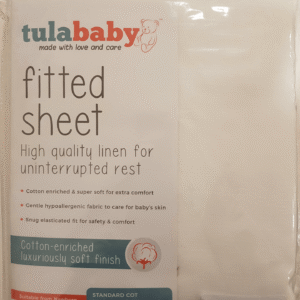 tulababy
made with love and care
fitted
sheet
High quality linen for
uninterrupted rest
Cotton enriched & super soft for extra comfort
Gentle hypoallergenic fabric to care for baby's skin
Snug elasticated fit for safety & comfort
Cotton-enriched
luxuriously soft finish
STANDARD COT